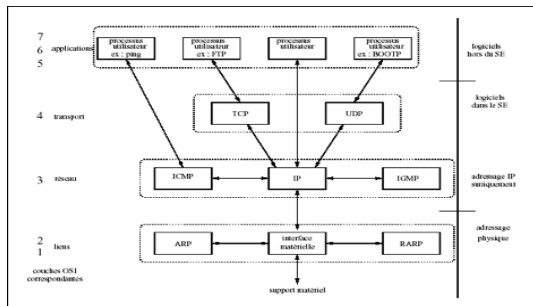 7
6 applications
5
processus
utilisateur
ex : ping
processus
utilisateur
ex : FTP
processus
utilisateur
processus
utilisateur
ex : BOOTP
logiciels
hors du SE
4 transport
TCP
UDP
logiciels
dans le SE
3 réseau
ICMP
IP
IGMP
adressage IP
uniquement
2 liens
1
ARP
interface
matérielle
RARP
adressage
physique
couches OSI
correspondantes
support matériel